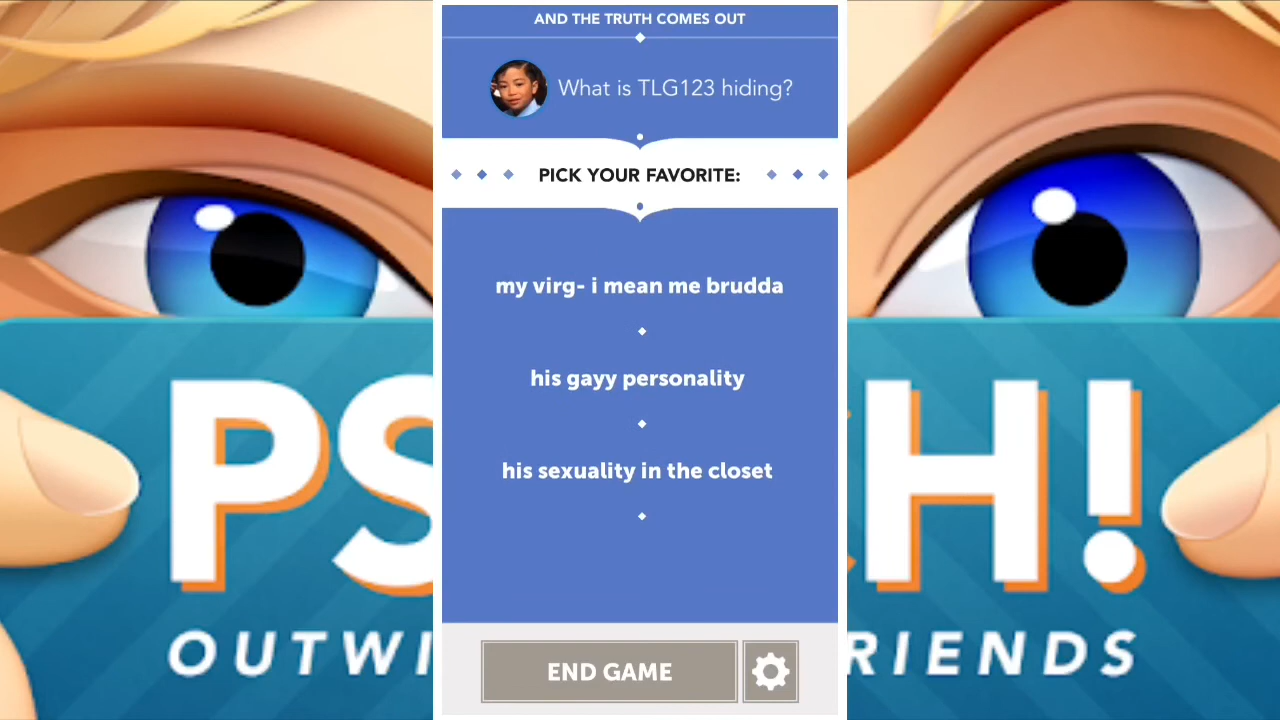 AND THE TRUTH COMES OUT
What is TLG123 hiding?
PICK YOUR FAVORITE:
my virg- i mean me brudda
his gayy personality
his sexuality in the closet
END GAME
PS H!
OUTWI RIENDS